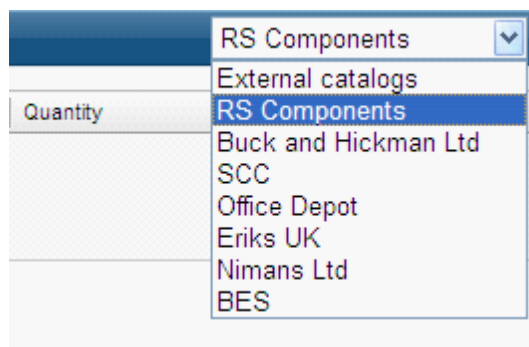 RS Components
External catalogs
Quantity
RS Components
Buck and Hickman Ltd
SCC
Office Depot
Eriks UK
Nimans Ltd
BES